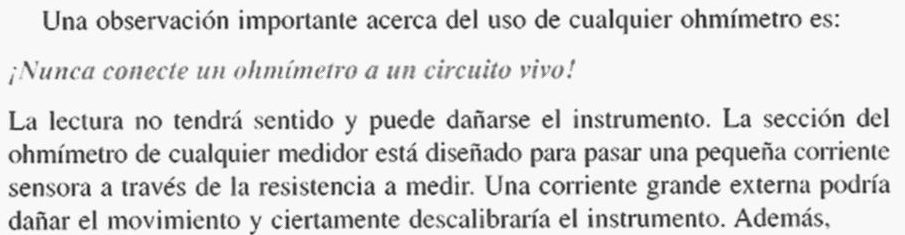 Una observación importante acerca del uso de cualquier ohmímetro es:
¡Nunca conecte un ohmímetro a un circuito vivo!
La lectura no tendrá sentido y puede dañarse el instrumento. La sección del
ohmímetro de cualquier medidor está diseñado para pasar una pequeña corriente
sensora a través de la resistencia a medir. Una corriente grande externa podría
dañar el movimiento y ciertamente descalibraría el instrumento. Además,